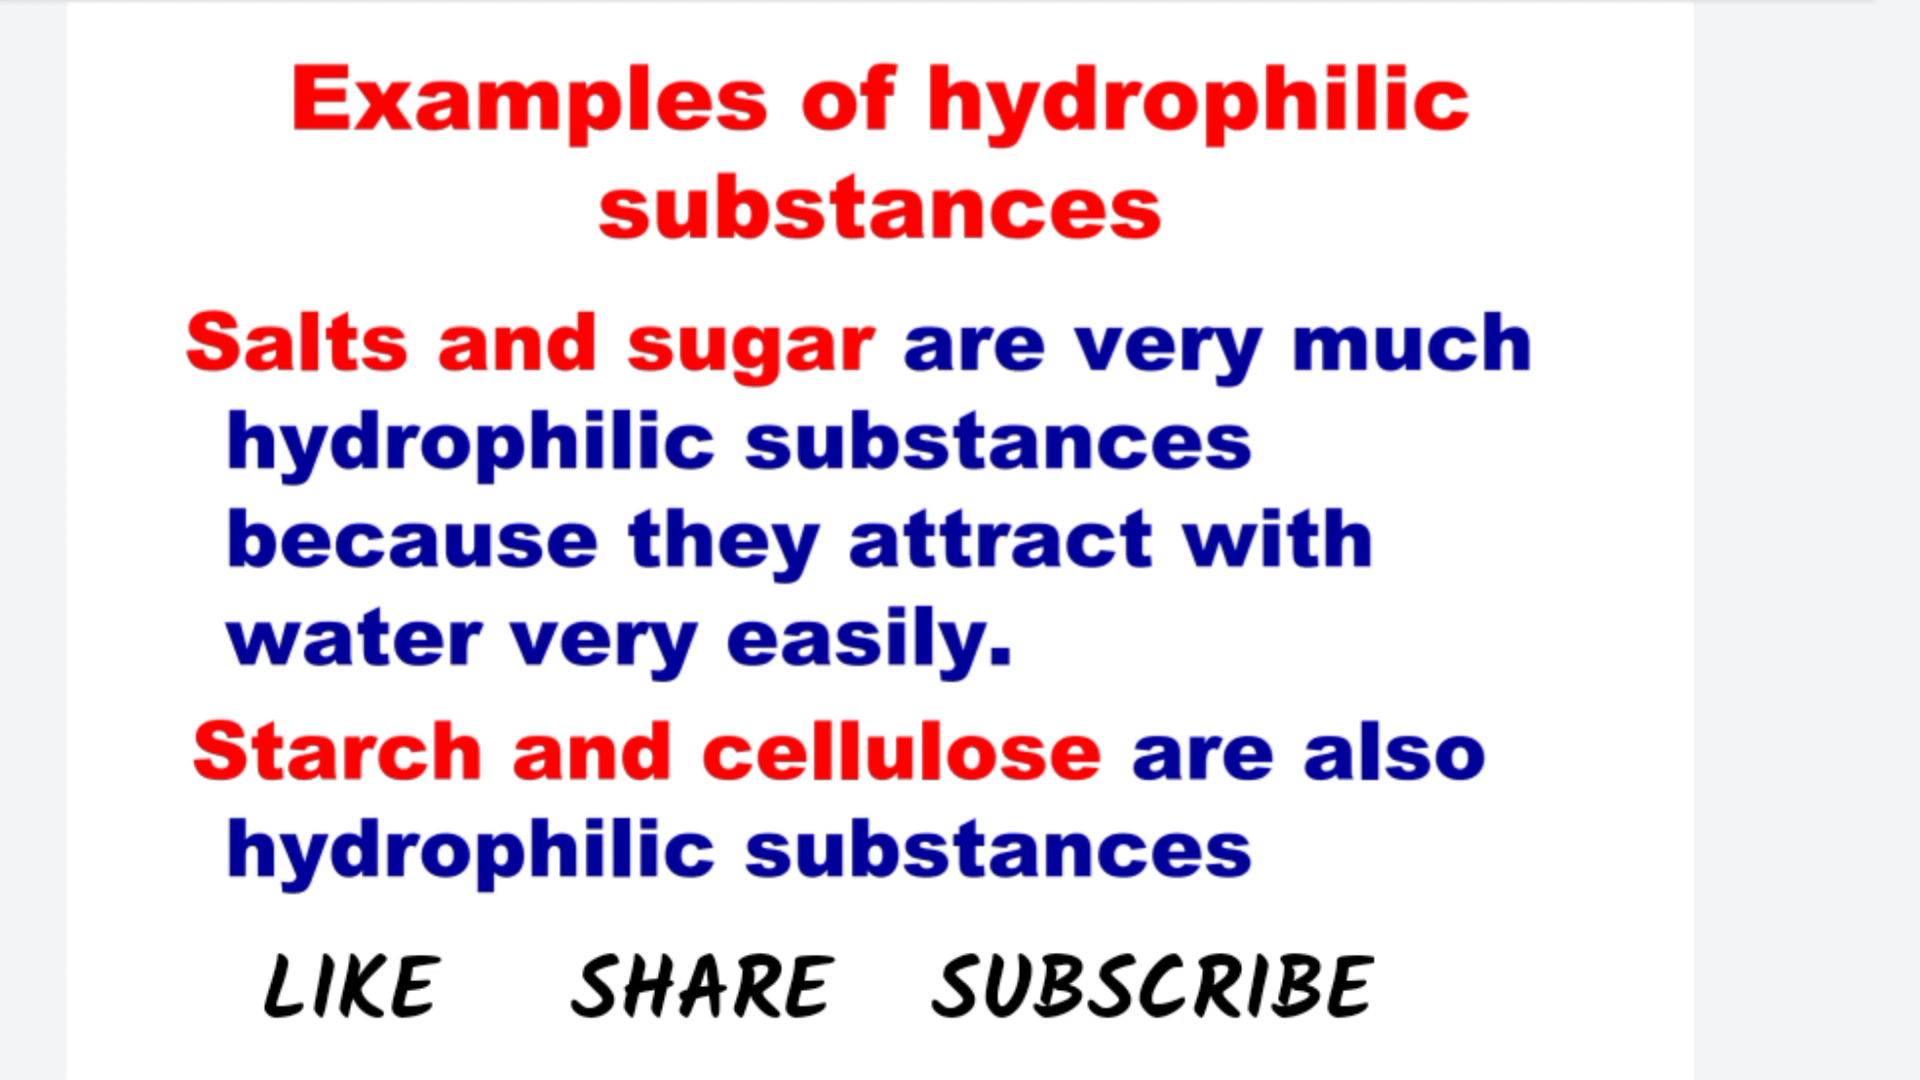 Examples of hydrophilic
substances
Salts and sugar are very much
hydrophilic substances
because they attract with
water very easily.
Starch and cellulose are also
hydrophilic substances
LIKE SHARE SUBSCRIBE